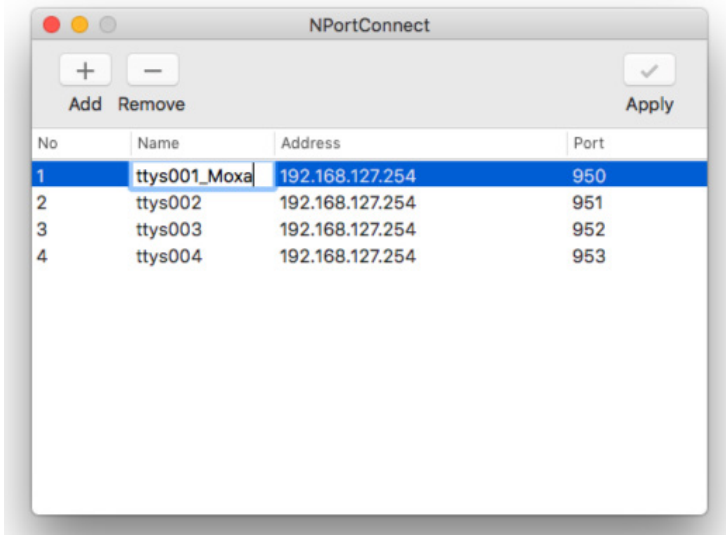 NPortConnect
Add Remove Apply
No Name Address Port
1 ttys001_Moxa 192.168.127.254 950
2 ttys002 192.168.127.254 951
3 ttys003 192.168.127.254 952
4 ttys004 192.168.127.254 953